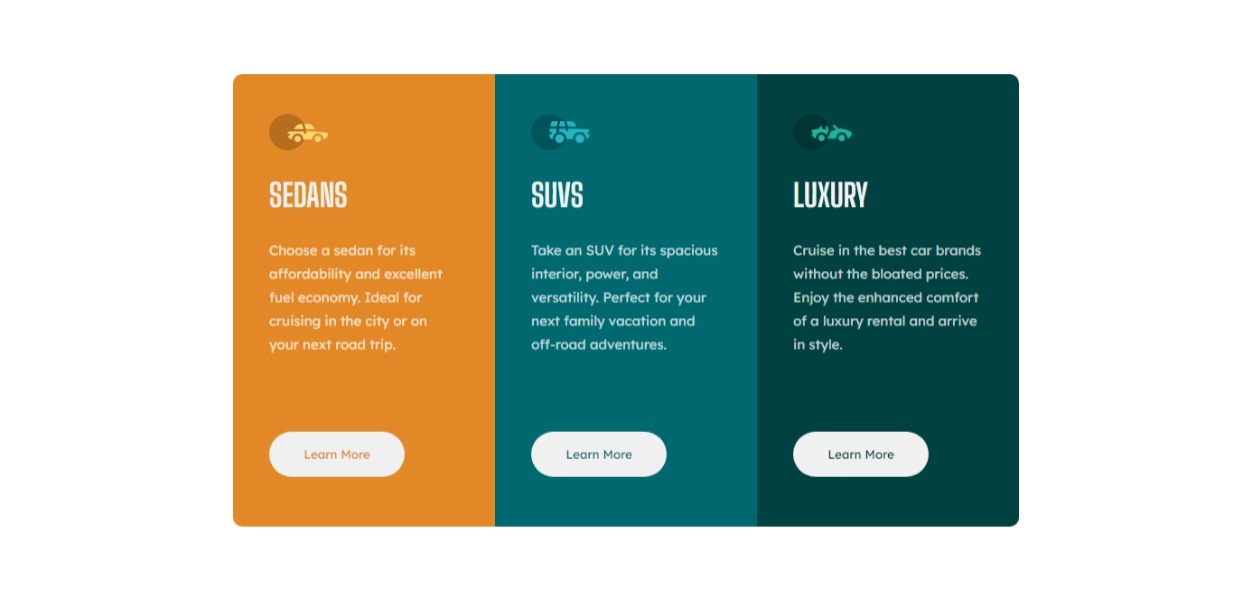 SEDANS
Choose a sedan for its
affordability and excellent
fuel economy. Ideal for
cruising in the city or on
your next road trip.
Learn More
SUVS
Take an SUV for its spacious
interior, power, and
versatility. Perfect for your
next family vacation and
off-road adventures.
Learn More
LUXURY
Cruise in the best car brands
without the bloated prices.
Enjoy the enhanced comfort
of a luxury rental and arrive
in style.
Learn More